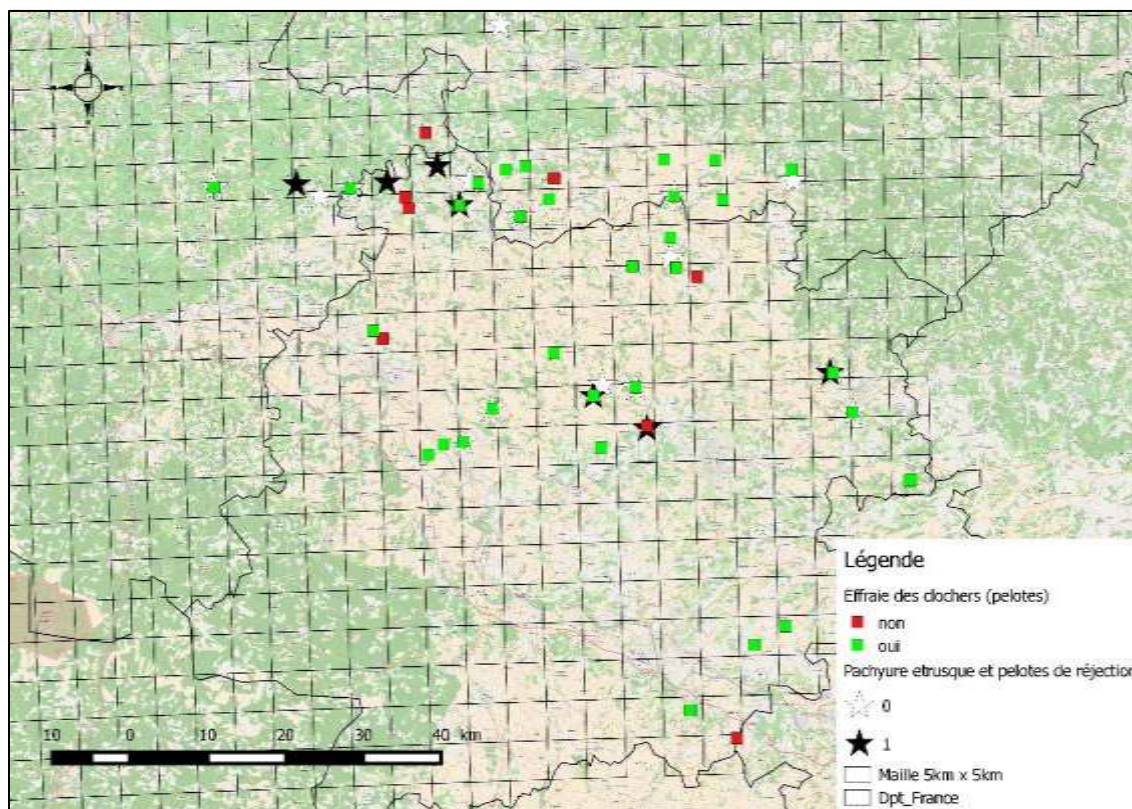 10 0 10 20 30 40 km
Légende
Effraie des clochers (pelotes)
non
oui
Pachyure etrusque et pelotes de réjection
0
1
Maille 5km x 5km
Dpt_France